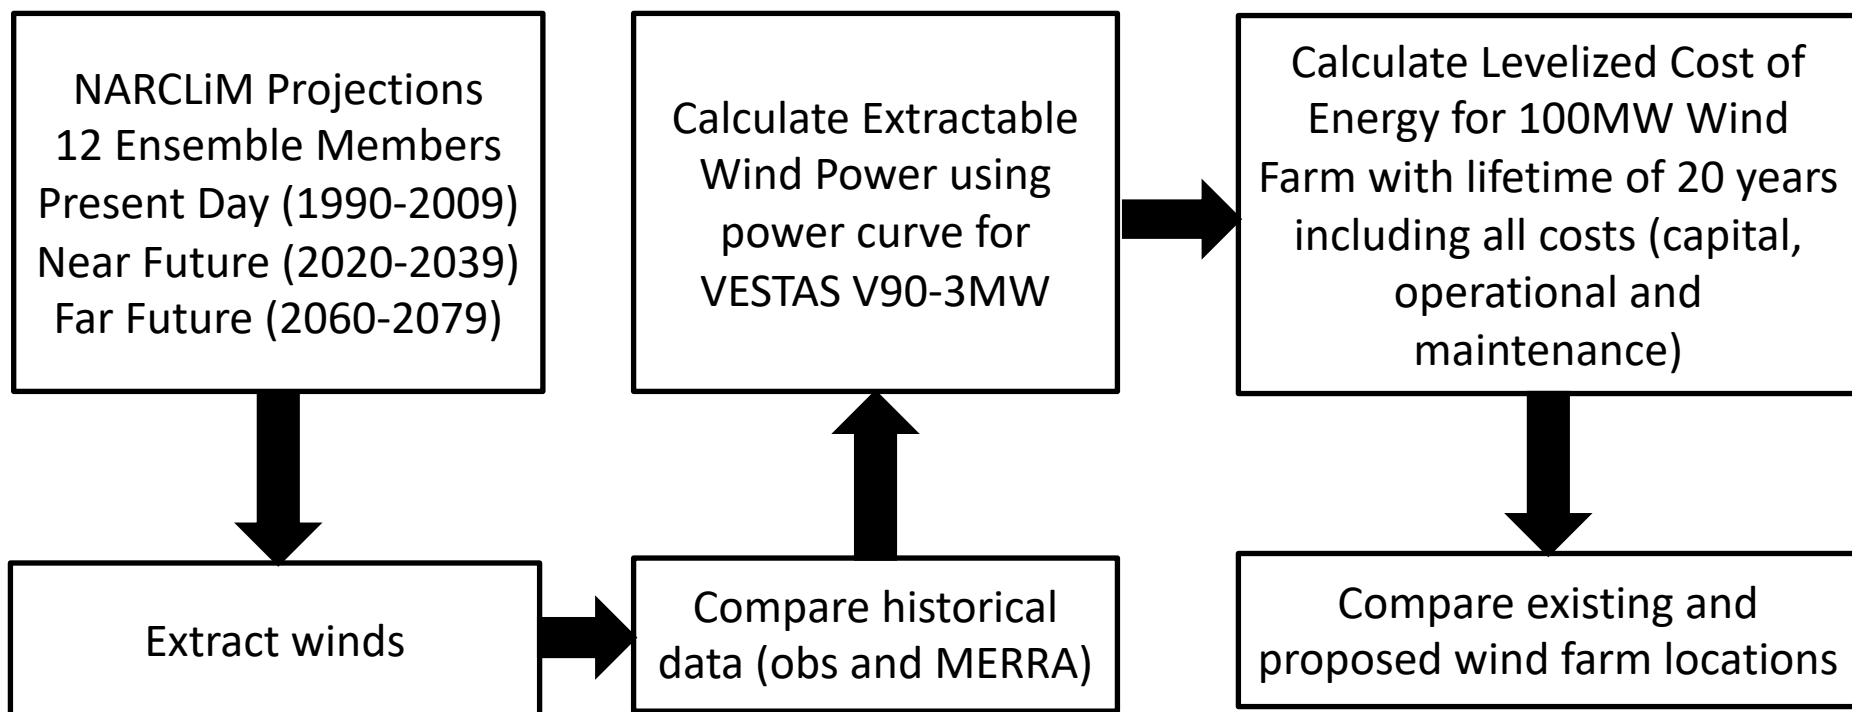 NARCLiM Projections
12 Ensemble Members
Present Day (1990-2009)
Near Future (2020-2039)
Far Future (2060-2079)
Extract winds
Compare historical
data (obs and MERRA)
Calculate Extractable
Wind Power using
power curve for
VESTAS V90-3MW
Calculate Levelized Cost of
Energy for 100MW Wind
Farm with lifetime of 20 years
including all costs (capital,
operational and
maintenance)
Compare existing and
proposed wind farm locations